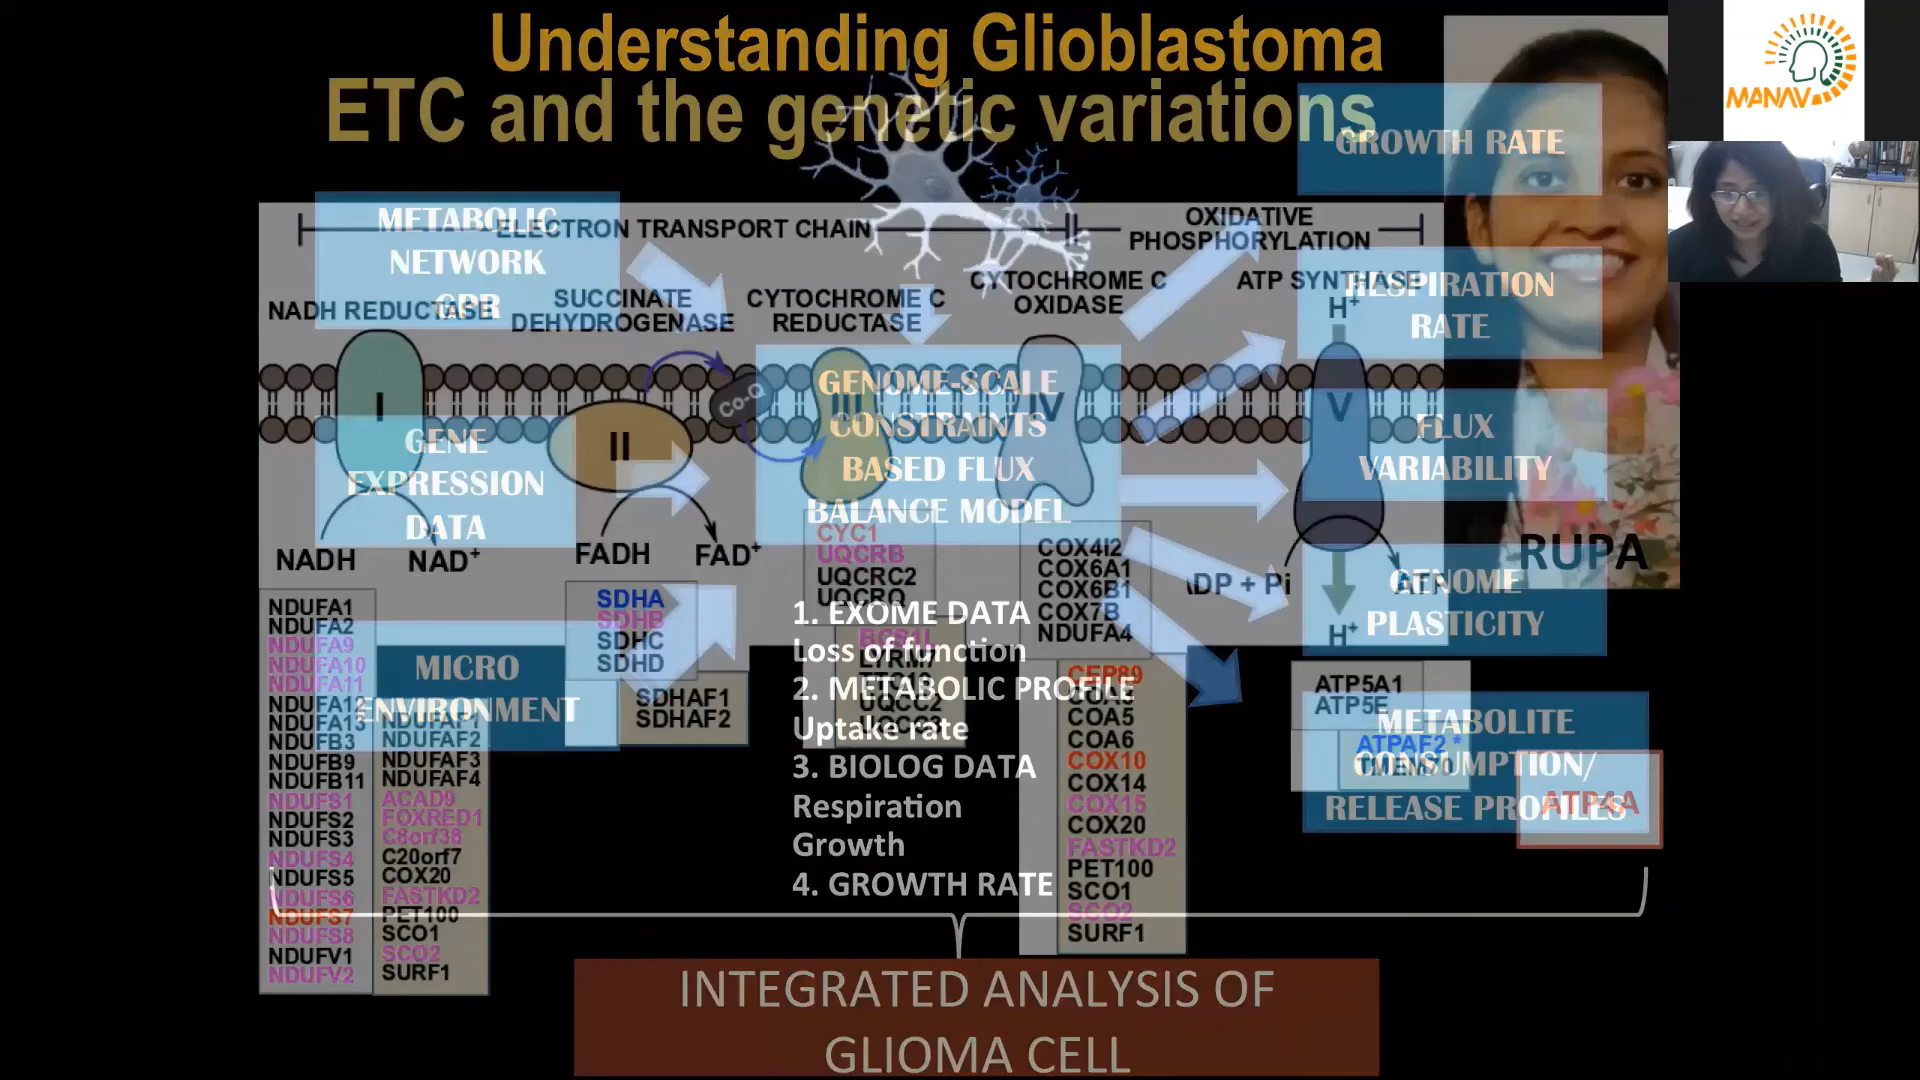 Understanding Glioblastoma
ETC and the genetic variations
MANAV
GROWTH RATE
METABOLIC
NETWORK
GPR
ELECTRON TRANSPORT CHAIN
OXIDATIVE
PHOSPHORYLATION
NADH REDUCTASE
SUCCINATE
DEHYDROGENASE
CYTOCHROME C
REDUCTASE
CYTOCHROME C
OXIDASE
ATP SYNTHASE
H+
RESPIRATION
RATE
I
II
Co-Q
III
IV
V
GENE
EXPRESSION
DATA
GENOME-SCALE
CONSTRAINTS
BASED FLUX
BALANCE MODEL
FLUX
VARIABILITY
NADH
NAD+
FADH
FAD+
RUPA
GENOME
PLASTICITY
H+
NDUFA1
NDUFA2
NDUFA9
NDUFA10
NDUFA11
NDUFA12
NDUFA13
NDUFB3
NDUFB9
NDUFB11
NDUFS1
NDUFS2
NDUFS3
NDUFS4
NDUFS5
NDUFS6
NDUFS7
NDUFS8
NDUFV1
NDUFV2
MICRO
ENVIRONMENT
NDUFAF1
NDUFAF2
NDUFAF3
NDUFAF4
ACAD9
FOXRED1
C8orf38
C20orf7
COX20
FASTKD2
PET100
SCO1
SCO2
SURF1
SDHA
SDHB
SDHC
SDHD
SDHAF1
SDHAF2
CYC1
UQCRB
UQCRC2
UQCRQ
BCS1L
LYRM7
UQCC2
1. EXOME DATA
Loss of function
2. METABOLIC PROFILE
Uptake rate
3. BIOLOG DATA
Respiration
Growth
4. GROWTH RATE
COX4I2
COX6A1
COX6B1
COX7B
NDUFA4
CEP89
COA5
COA6
COX10
COX14
COX15
COX20
FASTKD2
PET100
SCO1
SCO2
SURF1
ATP5A1
ATP5E
ATPAF2 *
TMEM70
METABOLITE
CONSUMPTION/
RELEASE PROFILES
ATP4A
INTEGRATED ANALYSIS OF
GLIOMA CELL